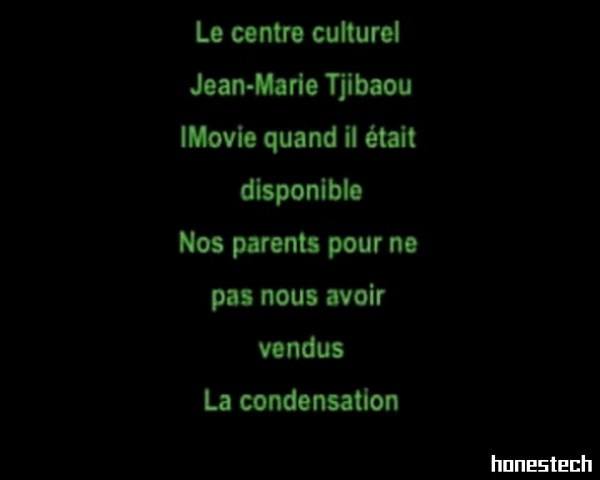 Le centre culturel
Jean-Marie Tjibaou
IMovie quand il était
disponible
Nos parents pour ne
pas nous avoir
vendus
La condensation
honestech